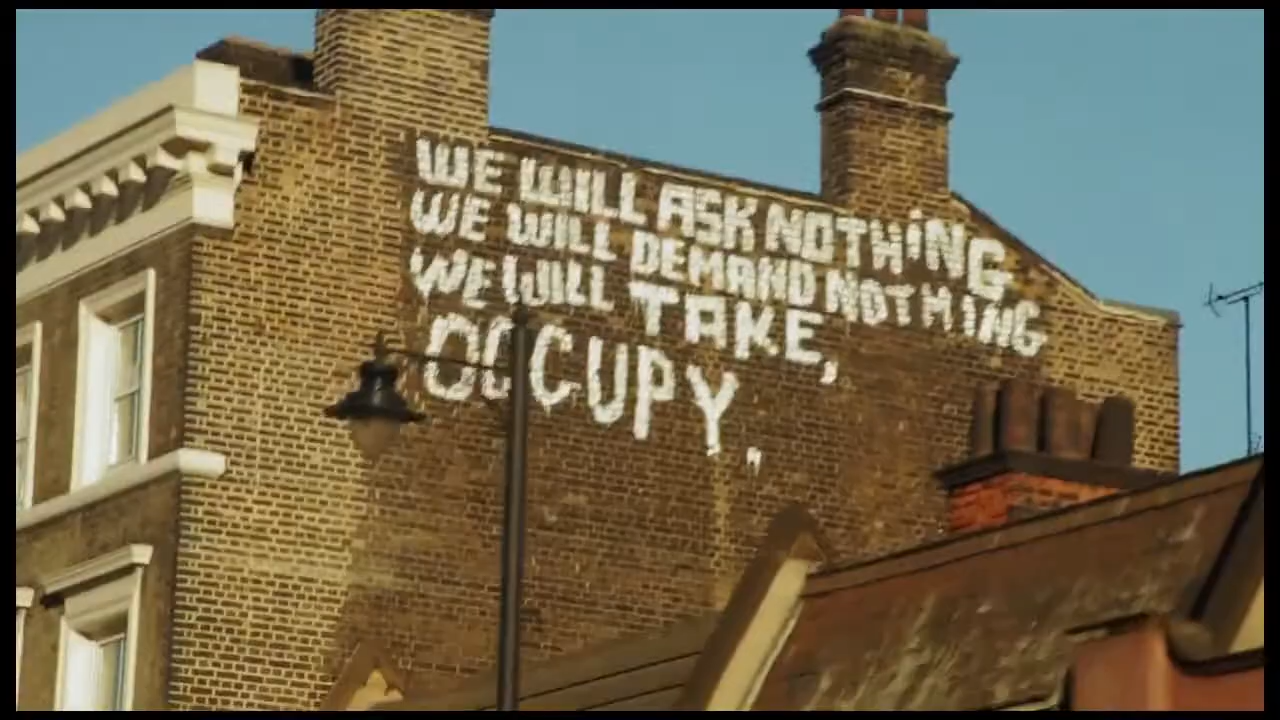 WE WILL ASK NOTHING
WE WILL DEMAND NOTHING
WE WILL TAKE,
OCCUPY.